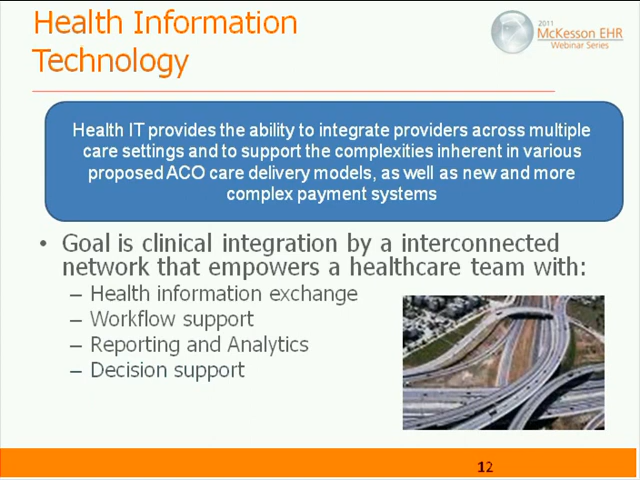 Health Information
Technology
2011
McKesson EHR
Webinar Series
Health IT provides the ability to integrate providers across multiple
care settings and to support the complexities inherent in various
proposed ACO care delivery models, as well as new and more
complex payment systems
• Goal is clinical integration by a interconnected
network that empowers a healthcare team with:
– Health information exchange
– Workflow support
– Reporting and Analytics
– Decision support
12